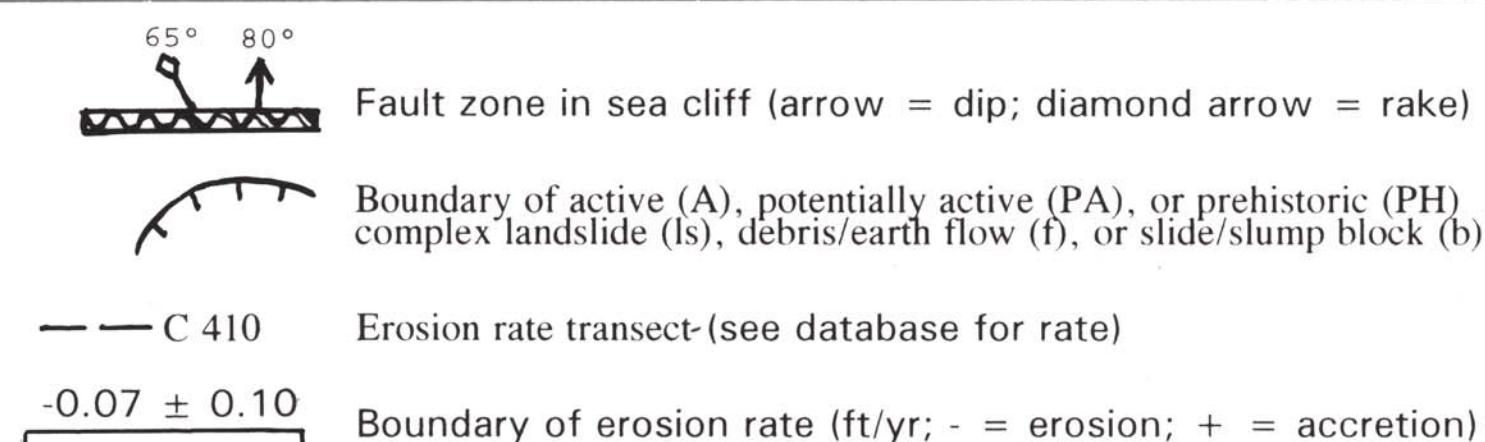 65° 80°
Fault zone in sea cliff (arrow = dip; diamond arrow = rake)
Boundary of active (A), potentially active (PA), or prehistoric (PH)
complex landslide (ls), debris/earth flow (f), or slide/slump block (b)
C 410 Erosion rate transect-(see database for rate)
-0.07 ± 0.10
Boundary of erosion rate (ft/yr; - = erosion; + = accretion)